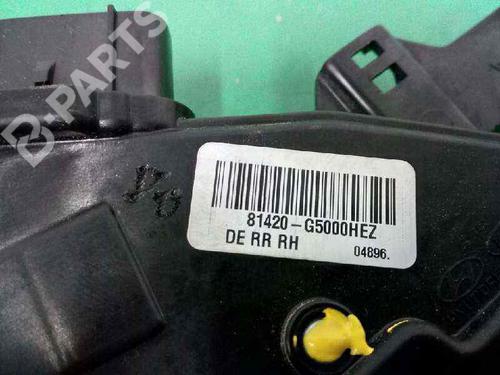 B-PARTS
81420-G5000HEZ
DE RR RH
04896.